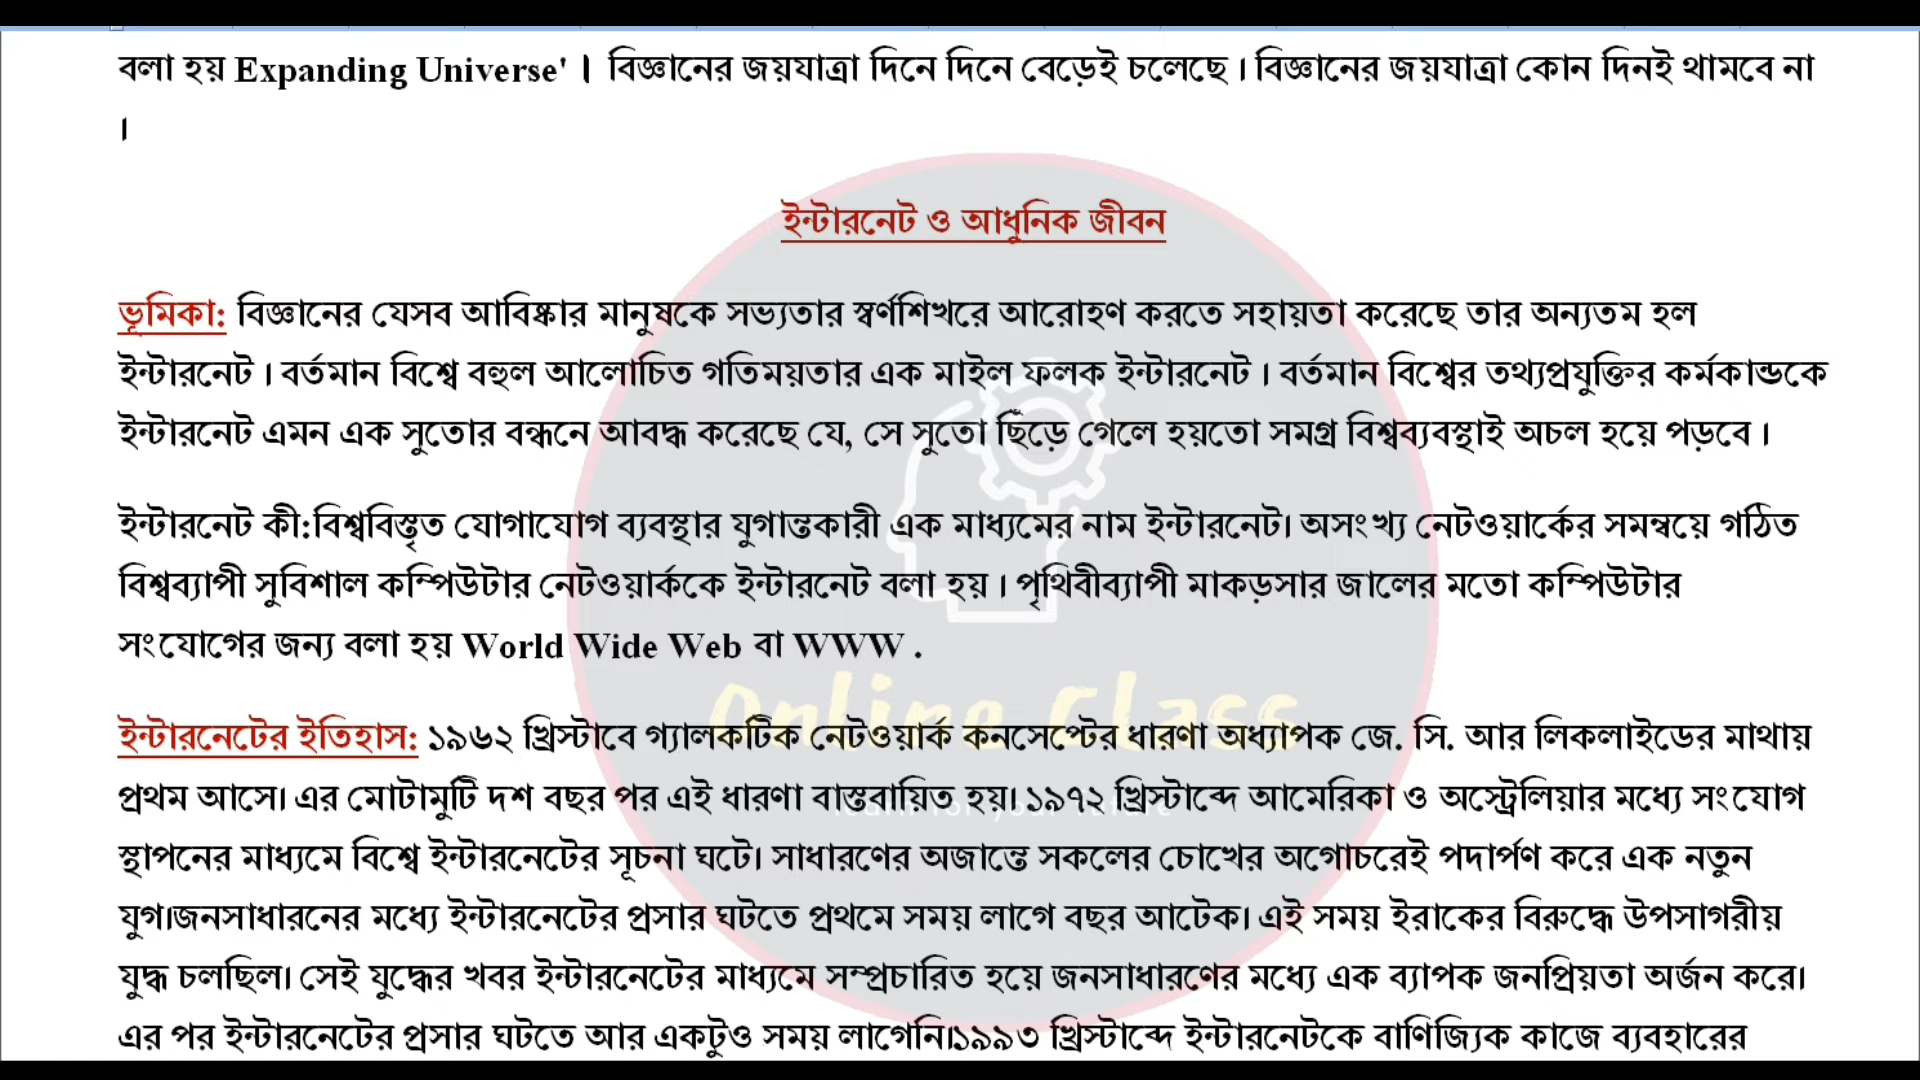 বলা হয় Expanding Universe' । বিজ্ঞানের জয়যাত্রা দিনে দিনে বেড়েই চলেছে । বিজ্ঞানের জয়যাত্রা কোন দিনই থামবে না
।
ইন্টারনেট ও আধুনিক জীবন
ভূমিকা: বিজ্ঞানের যেসব আবিষ্কার মানুষকে সভ্যতার স্বর্ণশিখরে আরোহণ করতে সহায়তা করেছে তার অন্যতম হল
ইন্টারনেট । বর্তমান বিশ্বে বহুল আলোচিত গতিময়তার এক মাইল ফলক ইন্টারনেট । বর্তমান বিশ্বের তথ্যপ্রযুক্তির কর্মকান্ডকে
ইন্টারনেট এমন এক সুতোর বন্ধনে আবদ্ধ করেছে যে, সে সুতো ছিঁড়ে গেলে হয়তো সমগ্র বিশ্বব্যবস্থাই অচল হয়ে পড়বে ।
ইন্টারনেট কী:বিশ্ববিস্তৃত যোগাযোগ ব্যবস্থার যুগান্তকারী এক মাধ্যমের নাম ইন্টারনেট। অসংখ্য নেটওয়ার্কের সমন্বয়ে গঠিত
বিশ্বব্যাপী সুবিশাল কম্পিউটার নেটওয়ার্ককে ইন্টারনেট বলা হয় । পৃথিবীব্যাপী মাকড়সার জালের মতো কম্পিউটার
সংযোগের জন্য বলা হয় World Wide Web বা WWW .
Online Class
ইন্টারনেটের ইতিহাস: ১৯৬২ খ্রিস্টাবে গ্যালকটিক নেটওয়ার্ক কনসেপ্টের ধারণা অধ্যাপক জে. সি. আর লিকলাইডের মাথায়
প্রথম আসে। এর মোটামুটি দশ বছর পর এই ধারণা বাস্তবায়িত হয়।১৯৭২ খ্রিস্টাব্দে আমেরিকা ও অস্ট্রেলিয়ার মধ্যে সংযোগ
learn for your future
স্থাপনের মাধ্যমে বিশ্বে ইন্টারনেটের সূচনা ঘটে। সাধারণের অজান্তে সকলের চোখের অগোচরেই পদার্পণ করে এক নতুন
যুগ।জনসাধারনের মধ্যে ইন্টারনেটের প্রসার ঘটতে প্রথমে সময় লাগে বছর আটেক। এই সময় ইরাকের বিরুদ্ধে উপসাগরীয়
যুদ্ধ চলছিল। সেই যুদ্ধের খবর ইন্টারনেটের মাধ্যমে সম্প্রচারিত হয়ে জনসাধারণের মধ্যে এক ব্যাপক জনপ্রিয়তা অর্জন করে।
এর পর ইন্টারনেটের প্রসার ঘটতে আর একটুও সময় লাগেনি।১৯৯৩ খ্রিস্টাব্দে ইন্টারনেটকে বাণিজ্যিক কাজে ব্যবহারের